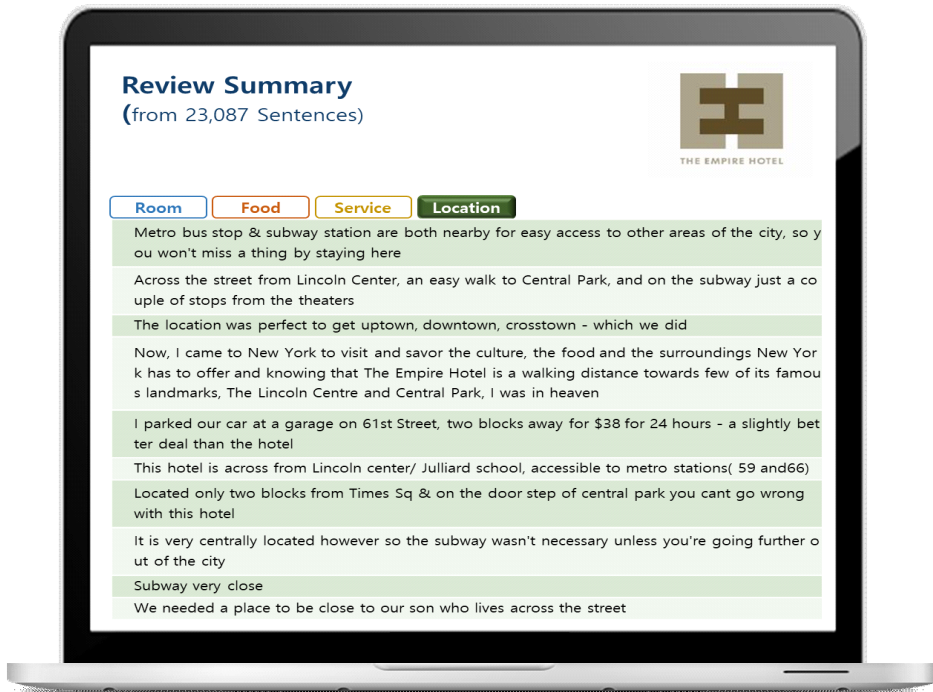 Review Summary
(from 23,087 Sentences)
THE EMPIRE HOTEL
Room Food Service Location
Metro bus stop & subway station are both nearby for easy access to other areas of the city, so y
ou won't miss a thing by staying here
Across the street from Lincoln Center, an easy walk to Central Park, and on the subway just a co
uple of stops from the theaters
The location was perfect to get uptown, downtown, crosstown - which we did
Now, I came to New York to visit and savor the culture, the food and the surroundings New Yor
k has to offer and knowing that The Empire Hotel is a walking distance towards few of its famou
s landmarks, The Lincoln Centre and Central Park, I was in heaven
I parked our car at a garage on 61st Street, two blocks away for $38 for 24 hours - a slightly bet
ter deal than the hotel
This hotel is across from Lincoln center/ Julliard school, accessible to metro stations( 59 and66)
Located only two blocks from Times Sq & on the door step of central park you cant go wrong
with this hotel
It is very centrally located however so the subway wasn't necessary unless you're going further o
ut of the city
Subway very close
We needed a place to be close to our son who lives across the street